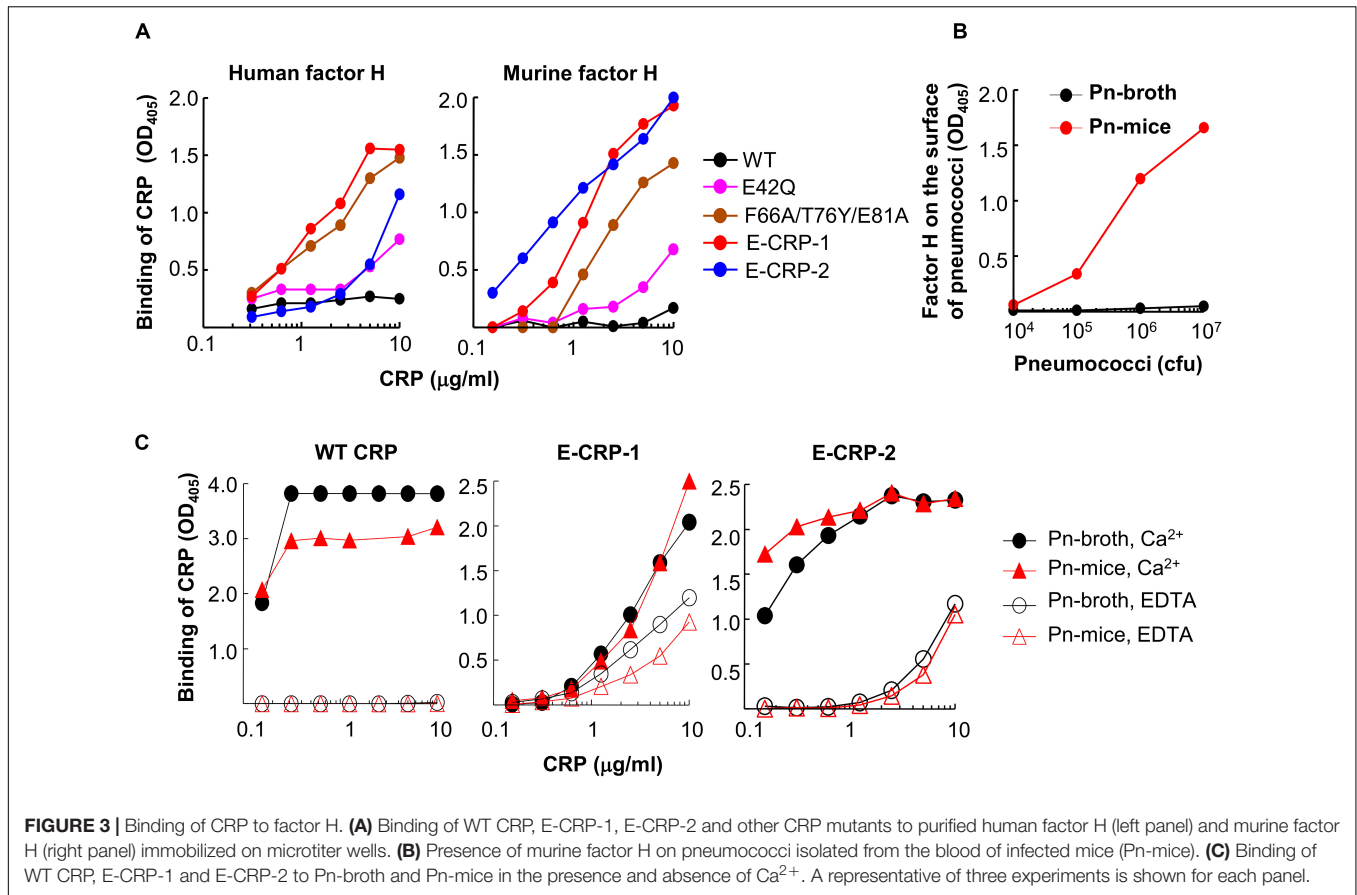 A
Human factor H
Murine factor H
Binding of CRP (OD405)
2.0
1.5
1.0
0.5
0.1
1
10
2.0
1.5
1.0
0.5
0.1
1
10
CRP (µg/ml)
WT
E42Q
F66A/T76Y/E81A
E-CRP-1
E-CRP-2
B
Factor H on the surface
of pneumococci (OD405)
2.0
1.5
1.0
0.5
Pn-broth
Pn-mice
10⁴
10⁵
10⁶
10⁷
Pneumococci (cfu)
C
WT CRP
E-CRP-1
E-CRP-2
Binding of CRP (OD405)
4.0
3.0
2.0
1.0
0.1
1
10
2.5
2.0
1.5
1.0
0.5
1
10
2.5
2.0
1.5
1.0
0.5
0.1
1
10
CRP (µg/ml)
Pn-broth, Ca²⁺
Pn-mice, Ca²⁺
Pn-broth, EDTA
Pn-mice, EDTA
FIGURE 3 | Binding of CRP to factor H. (A) Binding of WT CRP, E-CRP-1, E-CRP-2 and other CRP mutants to purified human factor H (left panel) and murine factor
H (right panel) immobilized on microtiter wells. (B) Presence of murine factor H on pneumococci isolated from the blood of infected mice (Pn-mice). (C) Binding of
WT CRP, E-CRP-1 and E-CRP-2 to Pn-broth and Pn-mice in the presence and absence of Ca²⁺. A representative of three experiments is shown for each panel.